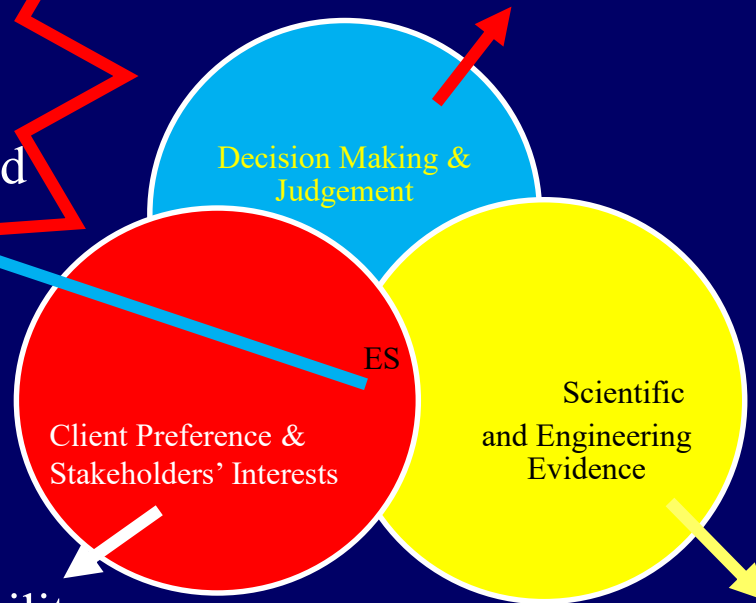 d
Decision Making &
Judgement
ES
Scientific
and Engineering
Evidence
Client Preference &
Stakeholders’ Interests